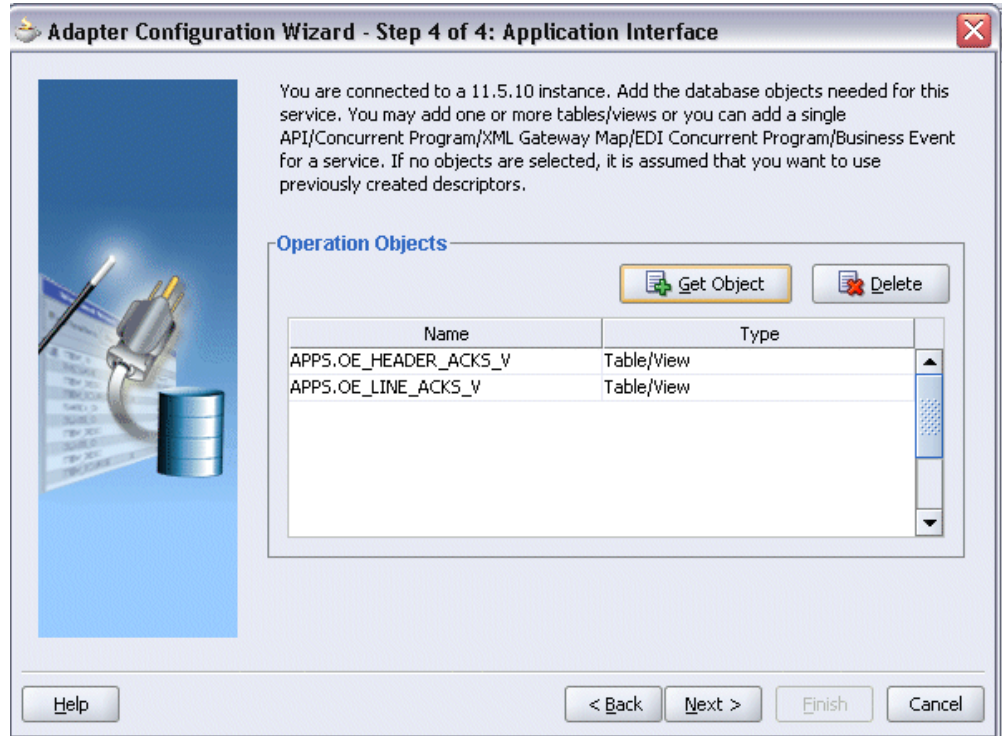 Adapter Configuration Wizard - Step 4 of 4: Application Interface
You are connected to a 11.5.10 instance. Add the database objects needed for this
service. You may add one or more tables/views or you can add a single
API/Concurrent Program/XML Gateway Map/EDI Concurrent Program/Business Event
for a service. If no objects are selected, it is assumed that you want to use
previously created descriptors.
Operation Objects
Get Object
Delete
Name Type
APPS.OE_HEADER_ACKS_V Table/View
APPS.OE_LINE_ACKS_V Table/View
Help
< Back
Next >
Finish
Cancel